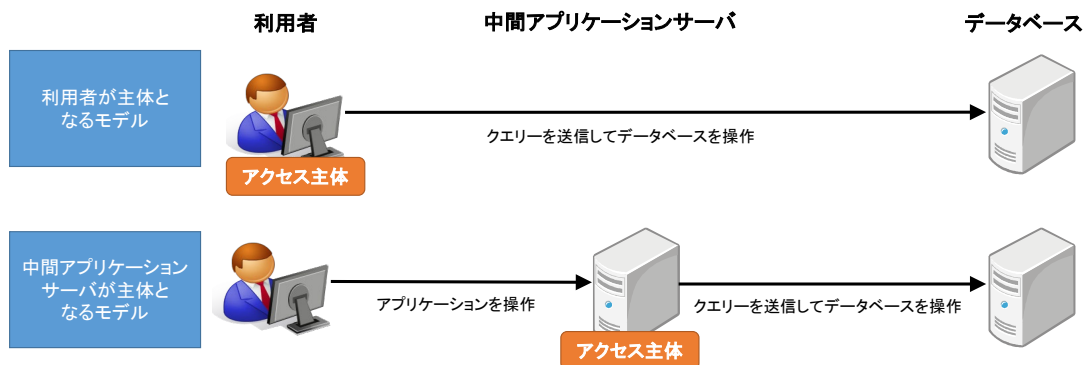 利用者
中間アプリケーションサーバ
データベース
利用者が主体と
なるモデル
クエリーを送信してデータベースを操作
アクセス主体
中間アプリケーション
サーバが主体と
なるモデル
アプリケーションを操作
クエリーを送信してデータベースを操作
アクセス主体